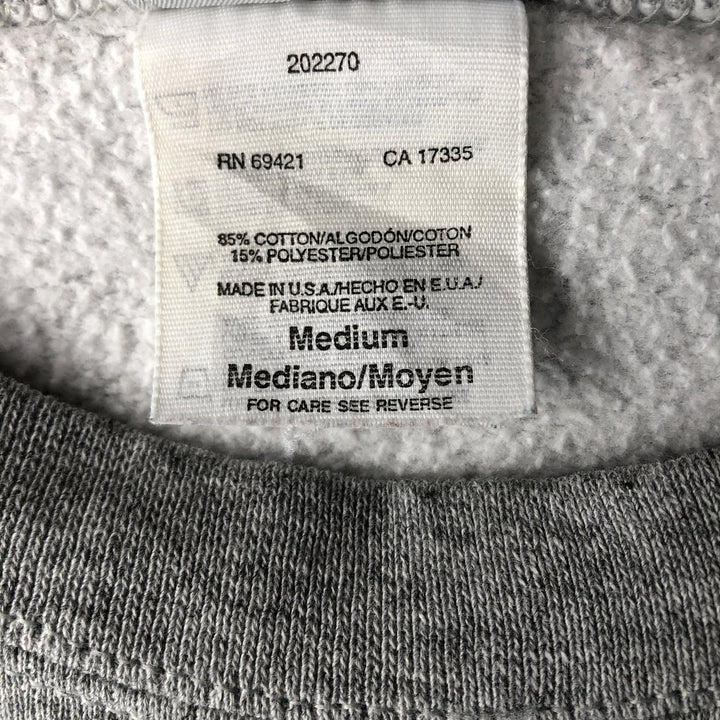 202270
RN 69421 CA 17335
85% COTTON/ALGODÓN/COTON
15% POLYESTER/POLIESTER
MADE IN U.S.A./HECHO EN E.U.A./
FABRIQUE AUX E.-U.
Medium
Mediano/Moyen
FOR CARE SEE REVERSE